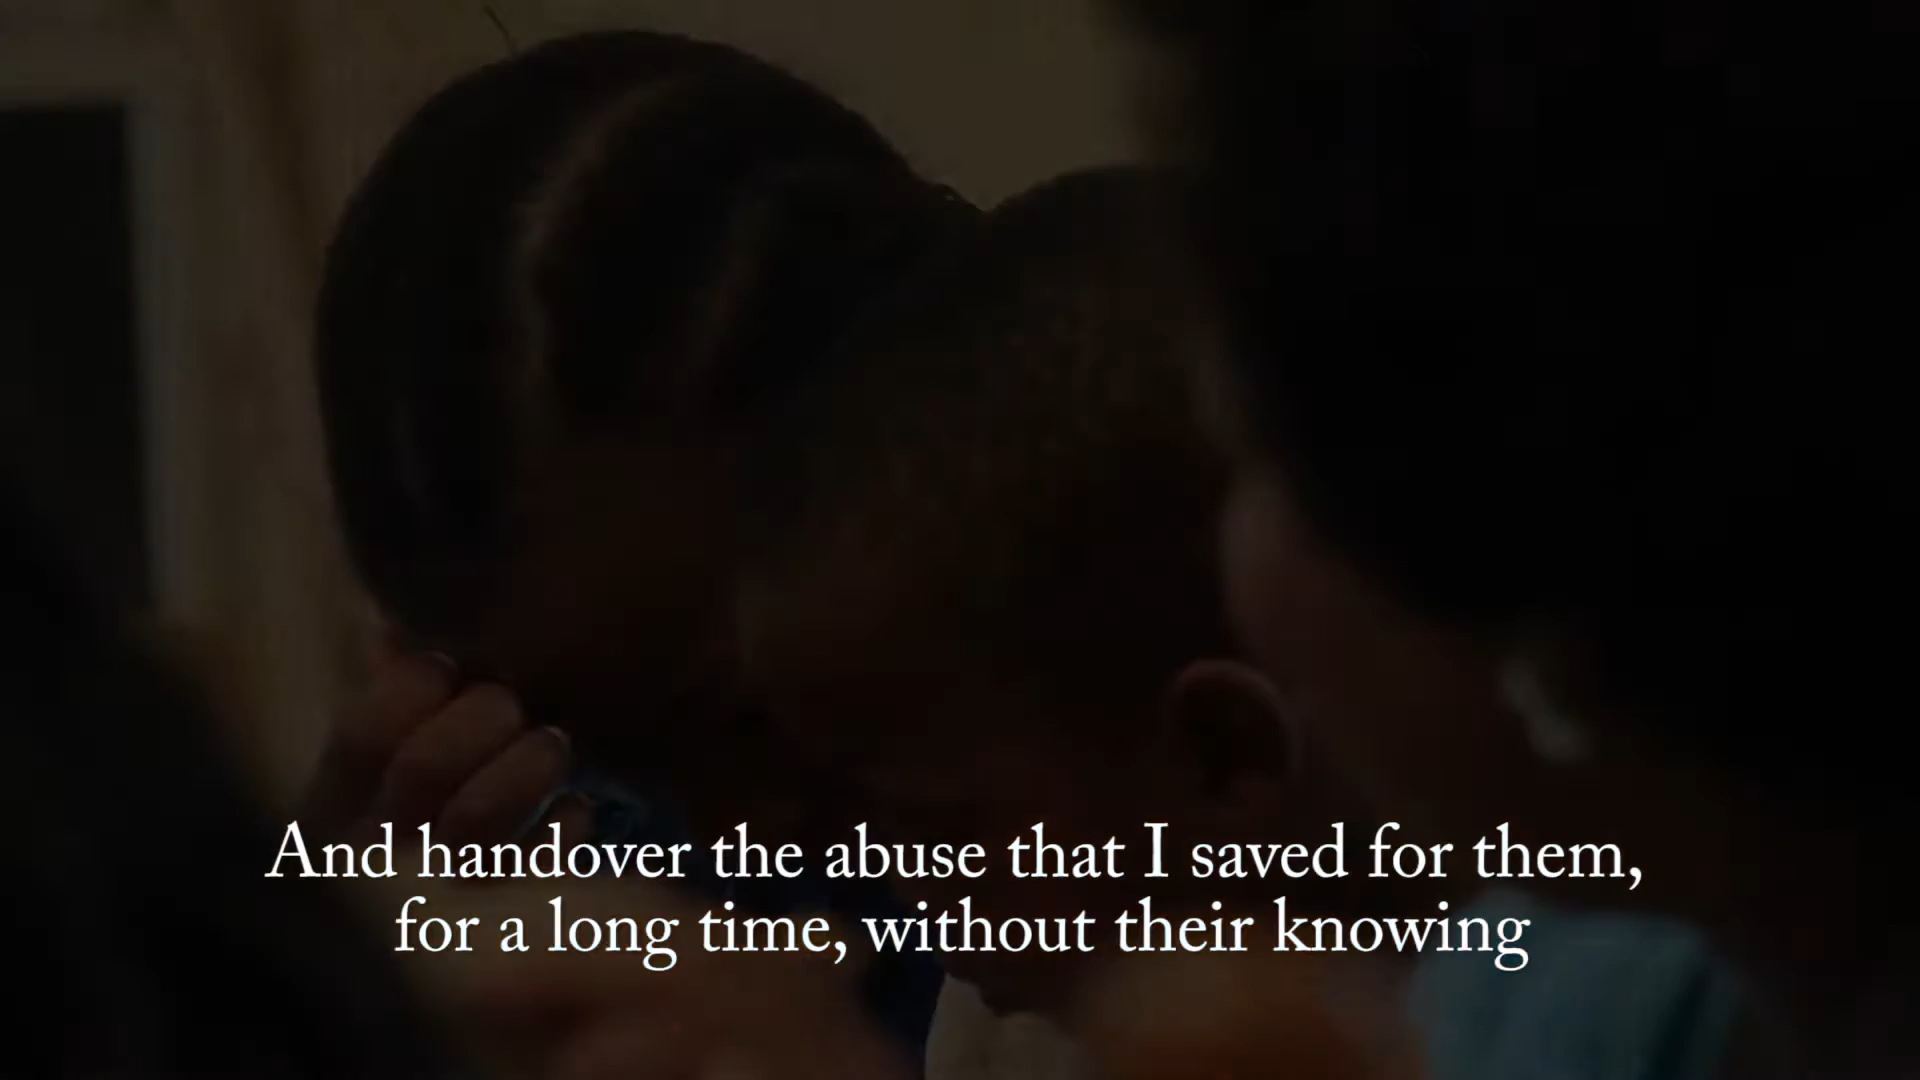 And handover the abuse that I saved for them,
for a long time, without their knowing